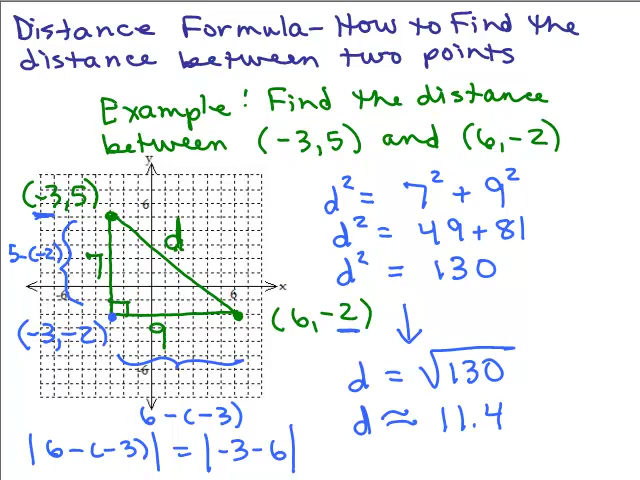 Distance Formula- How to Find the
distance between two points
Example: Find the distance
between (-3,5) and (6,-2)
y
(-3,5)
6
d
5-(-2)
7
-6
6
x
(-3,-2)
9
(6,-2)
-6
6-(-3)
|6-(-3)| = |-3-6|
d² = 7² + 9²
d² = 49+81
d² = 130
d = √130
d ≈ 11.4